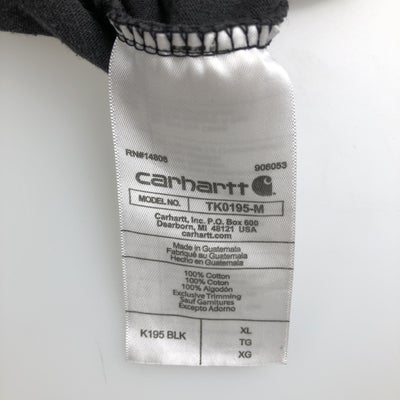 RN#14806
906053
carhartt
MODEL NO. TK0195-M
Carhartt, Inc. P.O. Box 600
Dearborn, MI 48121 USA
carhartt.com
Made in Guatemala
Fabriqué au Guatemala
Hecho en Guatemala
100% Cotton
100% Cotone
100% Algodón
Exclusive Trimming
Sauf Garnitures
Excepto Adorno
K195 BLK
XL
TG
XG